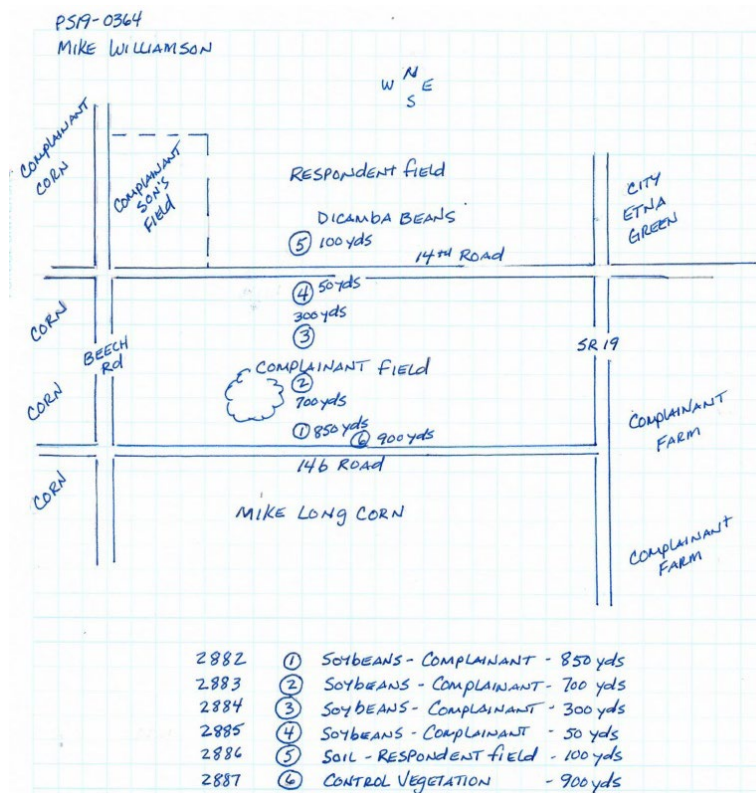 PS19-0364
MIKE WILLIAMSON
N
W E
S
COMPLAINANT
CORN
COMPLAINANT
SON'S
FIELD
RESPONDENT FIELD
DICAMBA BEANS
⑤ 100 yds
CITY
ETNA
GREEN
14th ROAD
④ 50 yds
300 yds
③
CORN
BEECH
Rd
SR 19
COMPLAINANT FIELD
②
700 yds
CORN
① 850 yds
⑥ 900 yds
COMPLAINANT
FARM
14b ROAD
CORN
MIKE LONG CORN
COMPLAINANT
FARM
2882 ① SOYBEANS - COMPLAINANT - 850 yds
2883 ② SOYBEANS - COMPLAINANT - 700 yds
2884 ③ SOYBEANS - COMPLAINANT - 300 yds
2885 ④ SOYBEANS - COMPLAINANT - 50 yds
2886 ⑤ SOIL - RESPONDENT FIELD - 100 yds
2887 ⑥ CONTROL VEGETATION - 900 yds